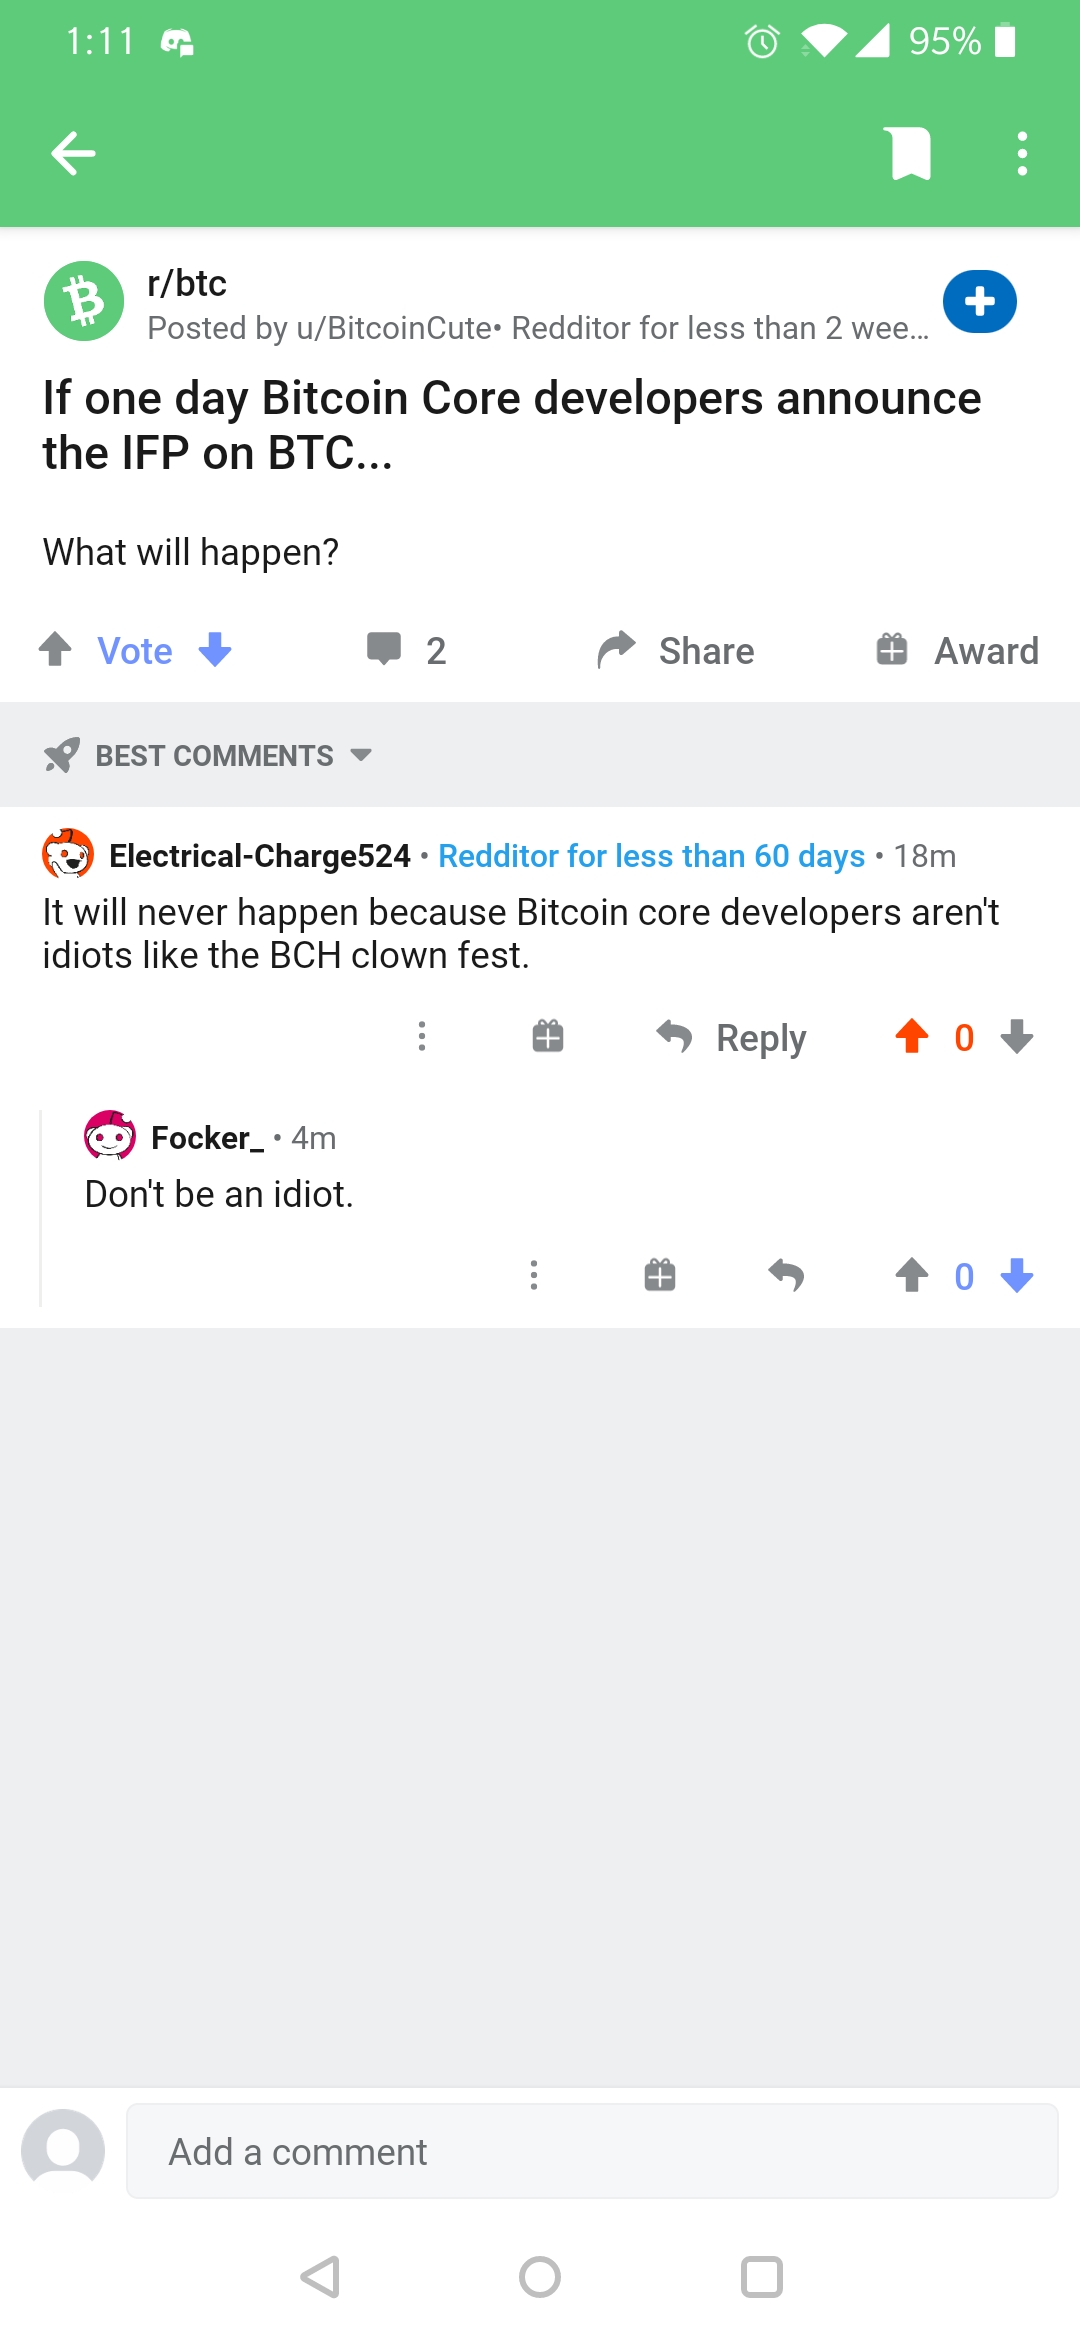 1:11
95%
r/btc
Posted by u/BitcoinCute• Redditor for less than 2 wee...
If one day Bitcoin Core developers announce
the IFP on BTC...
What will happen?
Vote
2
Share
Award
BEST COMMENTS
Electrical-Charge524 • Redditor for less than 60 days • 18m
It will never happen because Bitcoin core developers aren't
idiots like the BCH clown fest.
Reply
0
Focker_ • 4m
Don't be an idiot.
0
Add a comment